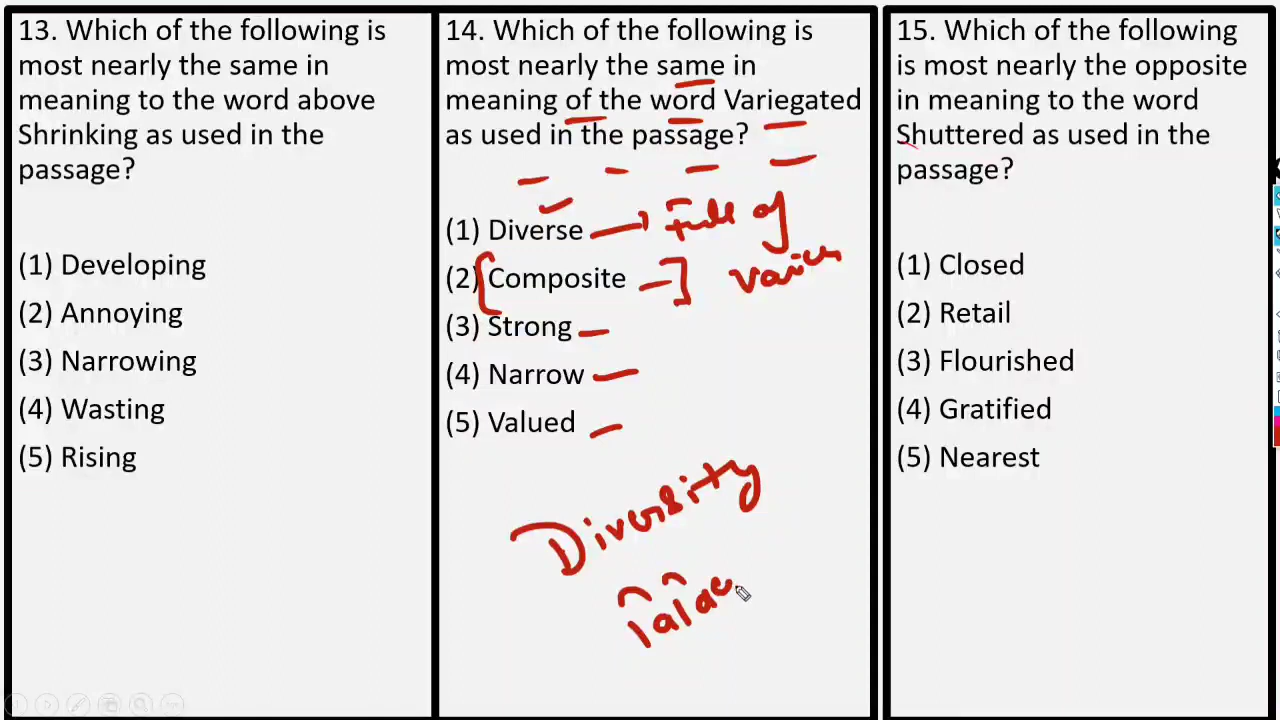 13. Which of the following is
most nearly the same in
meaning to the word above
Shrinking as used in the
passage?
(1) Developing
(2) Annoying
(3) Narrowing
(4) Wasting
(5) Rising
14. Which of the following is
most nearly the same in
meaning of the word Variegated
as used in the passage?
(1) Diverse Full of
(2) Composite
(3) Strong
(4) Narrow
(5) Valued
Diversity
15. Which of the following
is most nearly the opposite
in meaning to the word
Shuttered as used in the
passage?
(1) Closed
(2) Retail
(3) Flourished
(4) Gratified
(5) Nearest